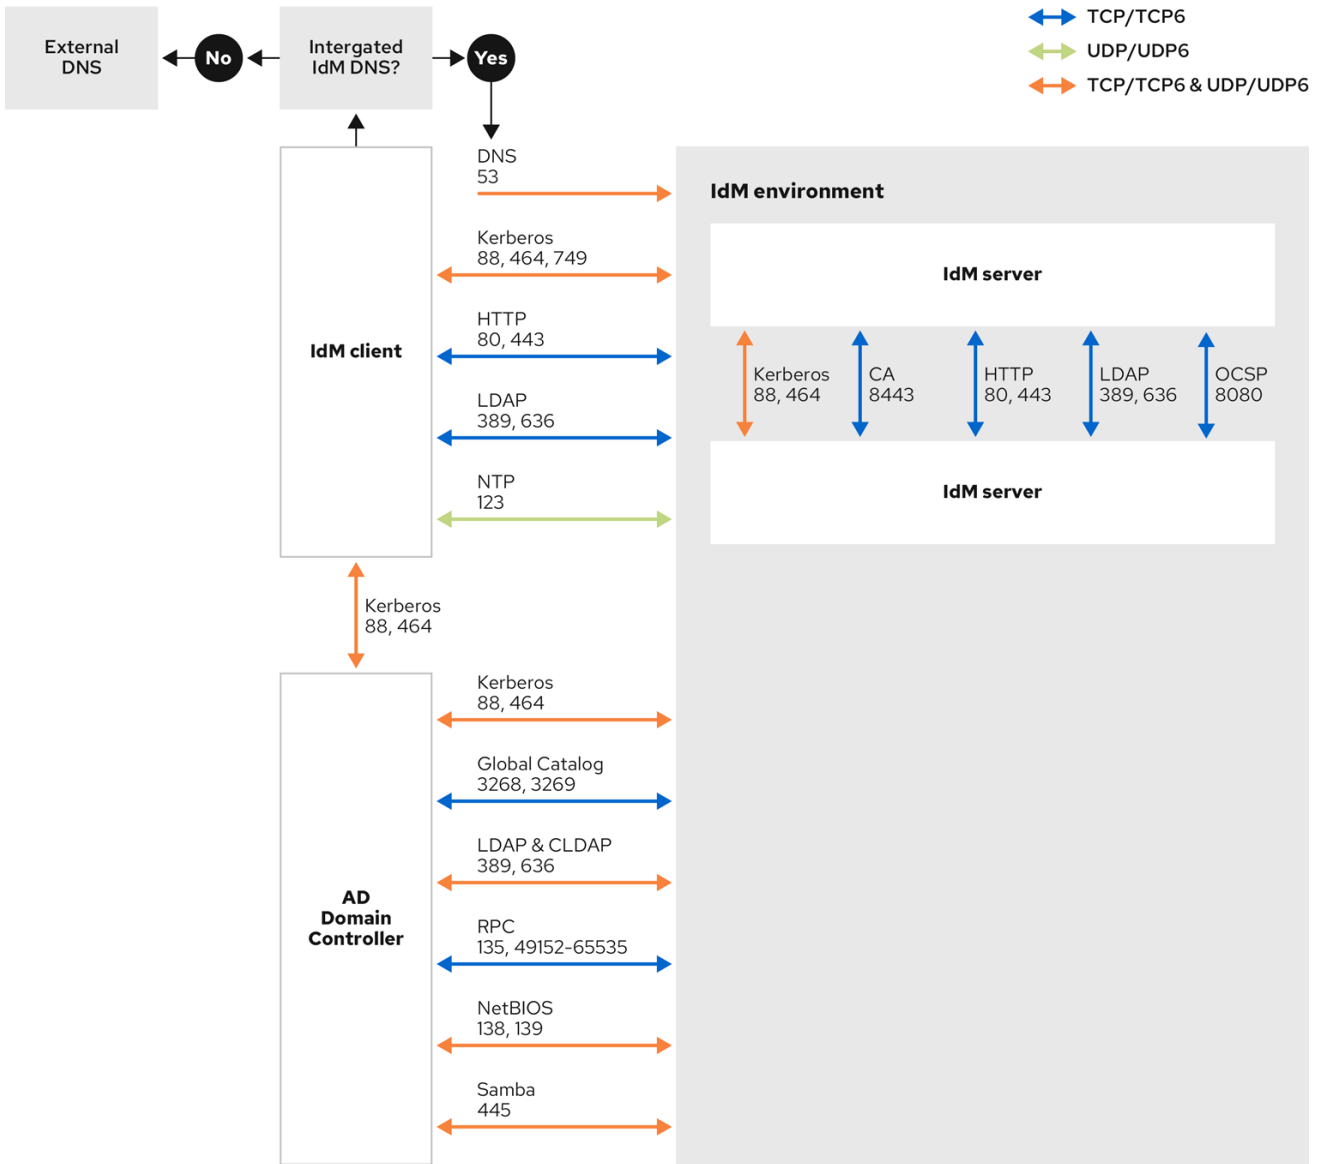 External
DNS
No
Intergated
IdM DNS?
Yes
TCP/TCP6
UDP/UDP6
TCP/TCP6 & UDP/UDP6
DNS
53
Kerberos
88, 464, 749
HTTP
80, 443
LDAP
389, 636
NTP
123
IdM client
IdM environment
IdM server
Kerberos
88, 464
CA
8443
HTTP
80, 443
LDAP
389, 636
OCSP
8080
IdM server
Kerberos
88, 464
AD
Domain
Controller
Kerberos
88, 464
Global Catalog
3268, 3269
LDAP & CLDAP
389, 636
RPC
135, 49152-65535
NetBIOS
138, 139
Samba
445